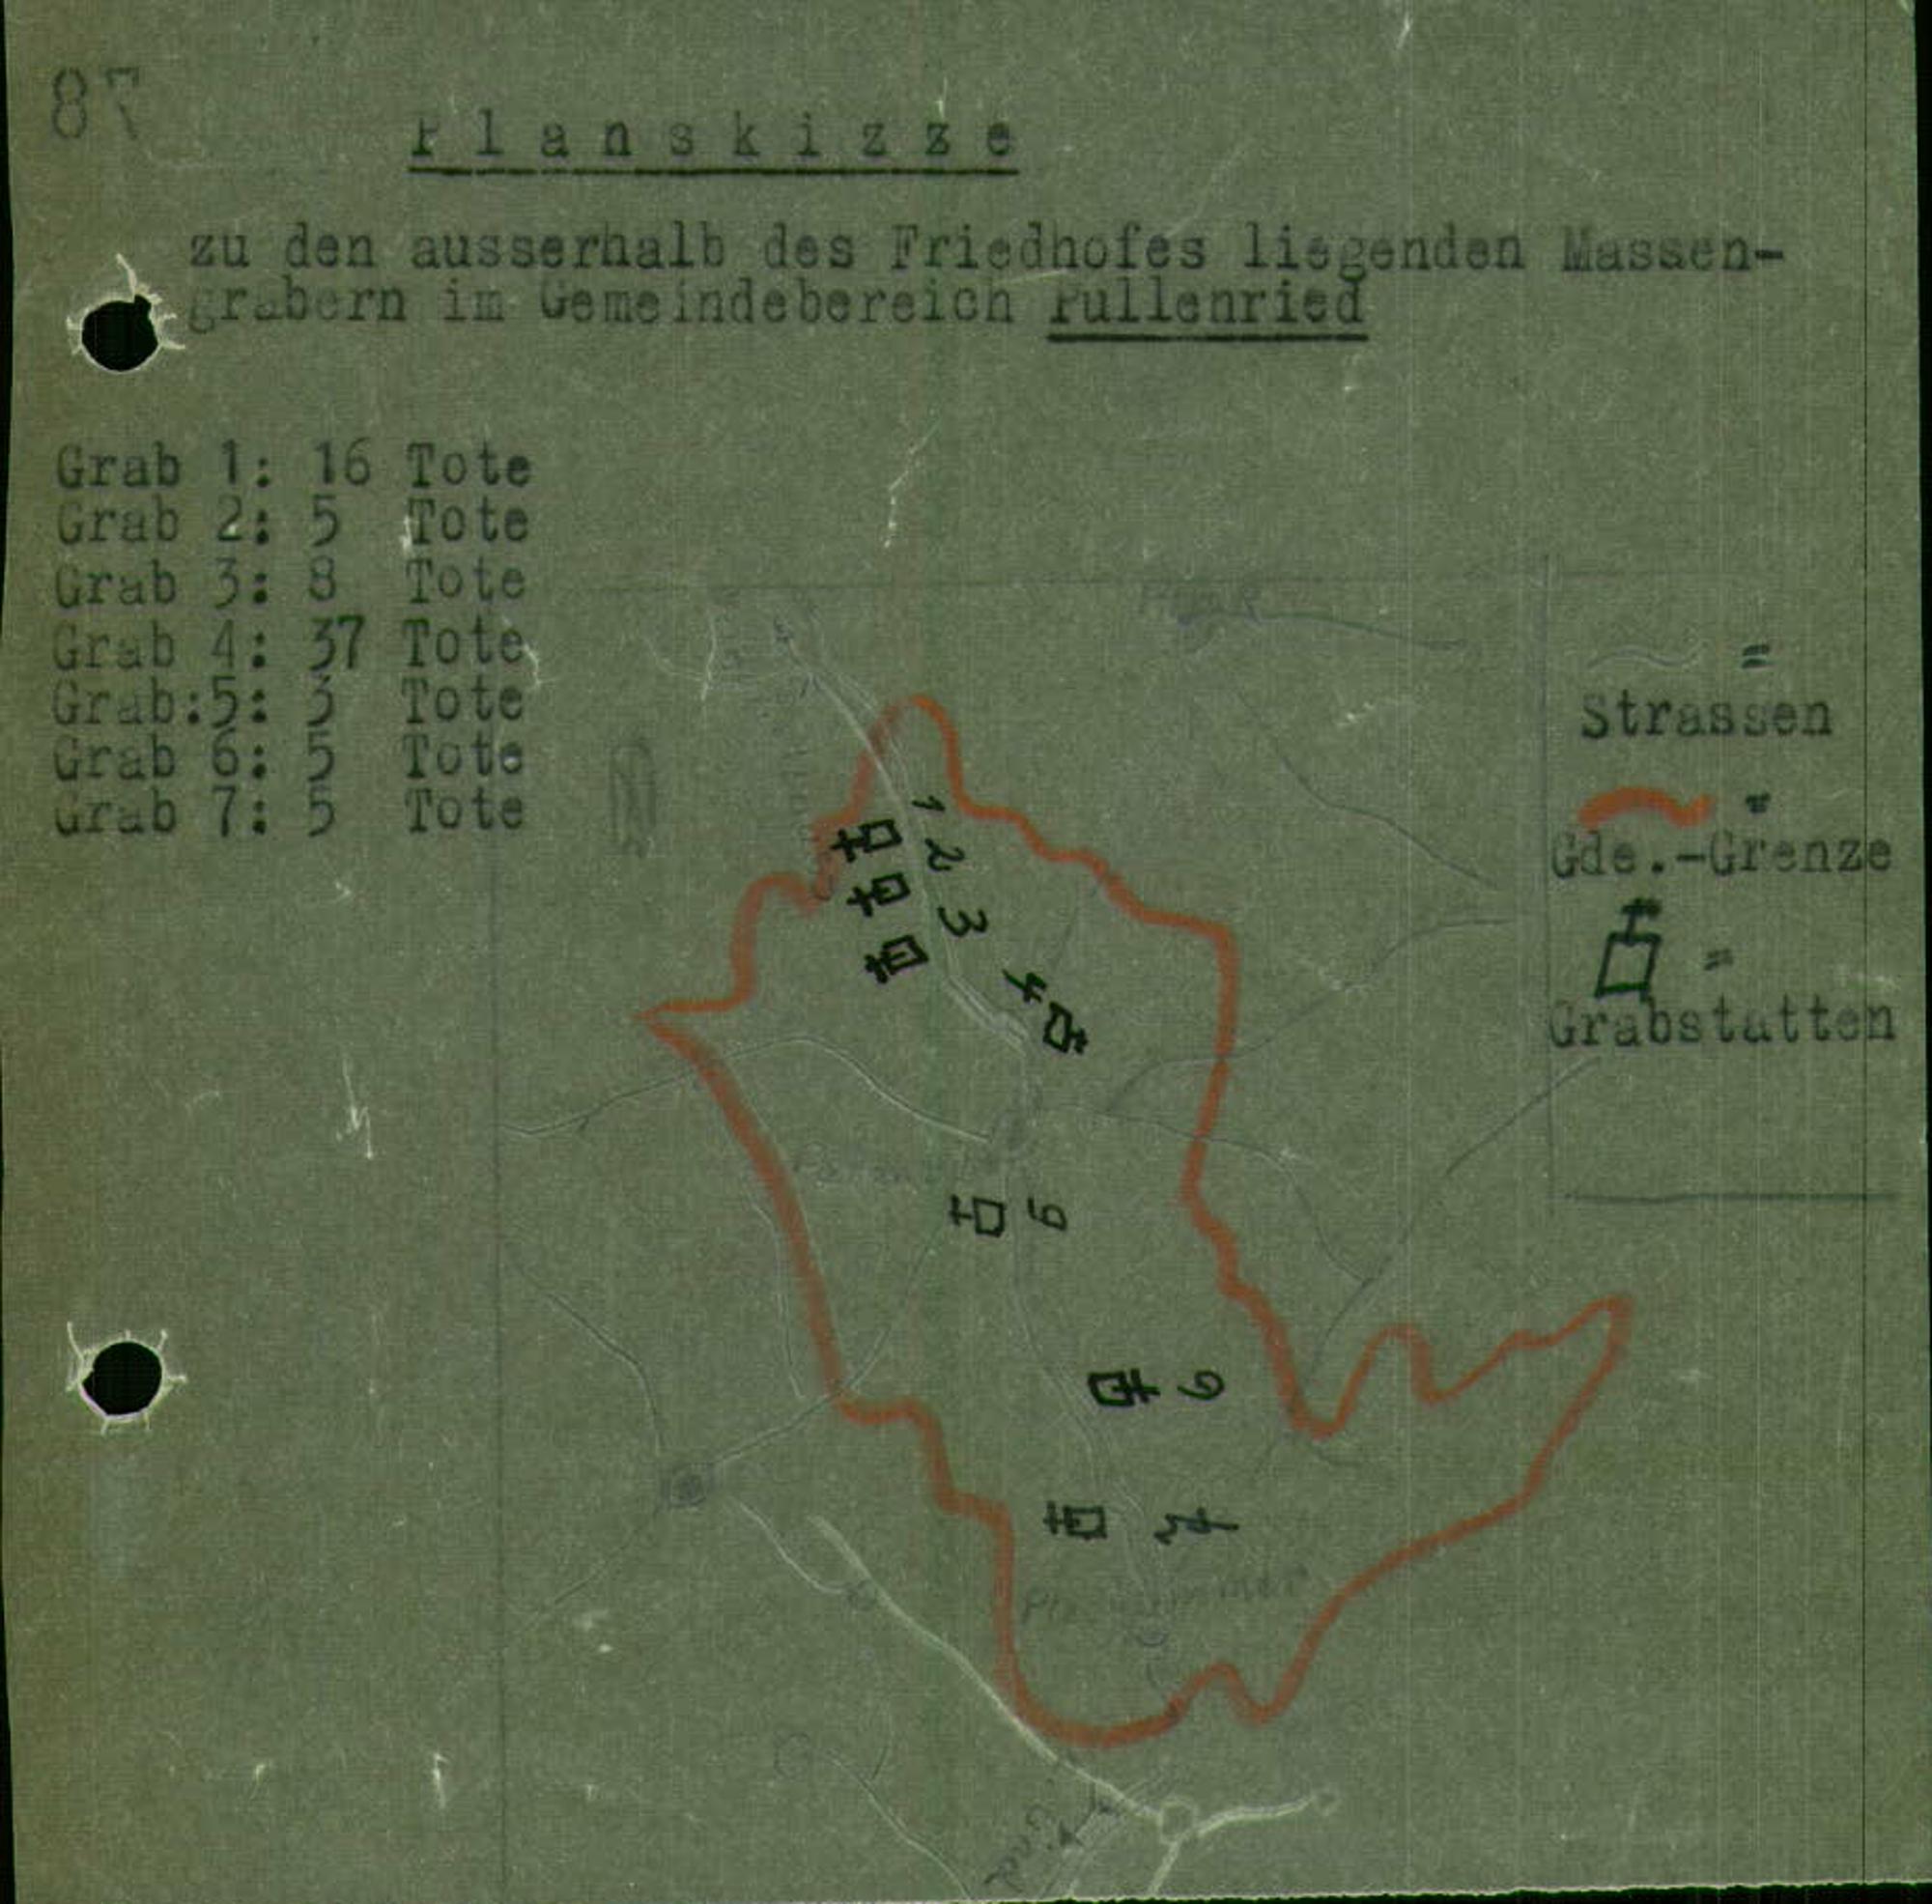 87
Planskizze
zu den ausserhalb des Friedhofes liegenden Massen-
grabern im Gemeindebereich Pullenried
Grab 1: 16 Tote
Grab 2: 5 Tote
Grab 3: 8 Tote
Grab 4: 37 Tote
Grab:5: 3 Tote
Grab 6: 5 Tote
Grab 7: 5 Tote
=
Strassen
=
Gde.-Grenze
=
Grabstatten
1
2
3
4
6
7